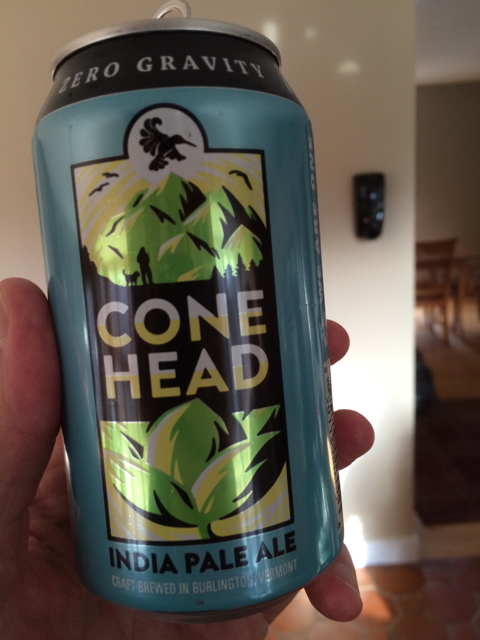 ZERO GRAVITY
CONE
HEAD
INDIA PALE ALE
CRAFT BREWED IN BURLINGTON, VERMONT